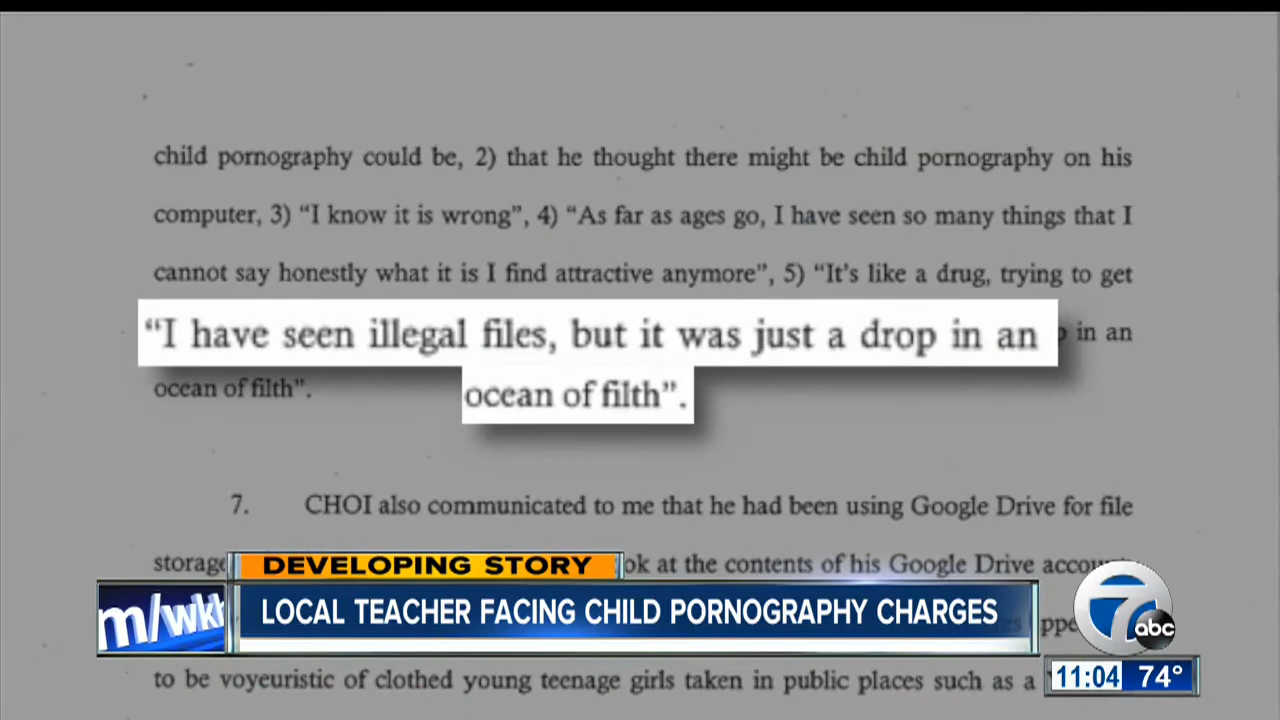 child pornography could be, 2) that he thought there might be child pornography on his
computer, 3) “I know it is wrong”, 4) “As far as ages go, I have seen so many things that I
cannot say honestly what it is I find attractive anymore”, 5) “It’s like a drug, trying to get
“I have seen illegal files, but it was just a drop in an
in an
ocean of filth”.
ocean of filth”.
7. CHOI also communicated to me that he had been using Google Drive for file
storage
at the contents of his Google Drive
DEVELOPING STORY
m/wkb
LOCAL TEACHER FACING CHILD PORNOGRAPHY CHARGES
7
abc
to be voyeuristic of clothed young teenage girls taken in public places such as a
11:04 74°